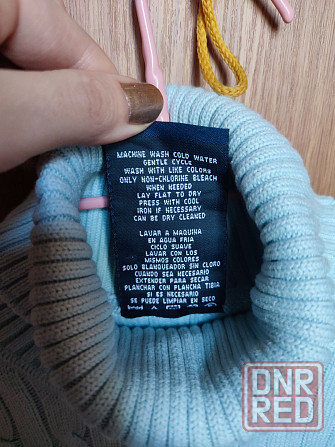 MACHINE WASH COLD WATER
GENTLE CYCLE
WASH WITH LIKE COLORS
ONLY NON-CHLORINE BLEACH
WHEN NEEDED
LAY FLAT TO DRY
PRESS WITH COOL
IRON IF NECESSARY
CAN BE DRY CLEANED
LAVAR A MAQUINA
EN AGUA FRIA
CICLO SUAVE
LAVAR CON LOS
MISMOS COLORES
SOLO BLANQUEADOR SIN CLORO
CUANDO SEA NECESARIO
EXTENDER PARA SECAR
PLANCHAR CON PLANCHA TIBIA
SI ES NECESARIO
SE PUEDE LIMPIAR EN SECO
DNR
RED